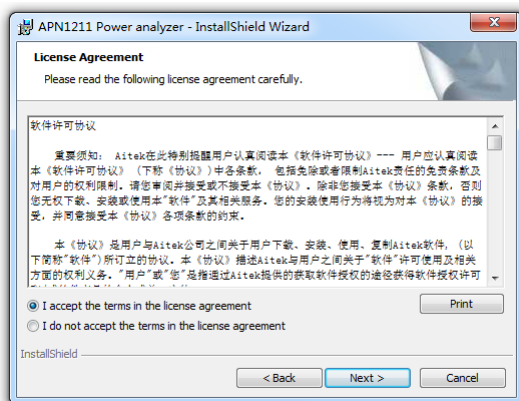 APN1211 Power analyzer - InstallShield Wizard
License Agreement
Please read the following license agreement carefully.
软件许可协议
重要须知: Aitek在此特别提醒用户认真阅读本《软件许可协议》--- 用户应认真阅读
本《软件许可协议》（下称《协议》)中各条款, 包括免除或者限制Aitek责任的免责条款及
对用户的权利限制。请您审阅并接受或不接受本《协议》。除非您接受本《协议》条款, 否则
您无权下载、安装或使用本"软件"及其相关服务。您的安装使用行为将视为对本《协议》的接
受, 并同意接受本《协议》各项条款的约束。
本《协议》是用户与Aitek公司之间关于用户下载、安装、使用、复制Aitek软件, (以
下简称"软件")所订立的协议。本《协议》描述Aitek与用户之间关于"软件"许可使用及相关
方面的权利义务。"用户"或"您"是指通过Aitek提供的获取软件授权的途径获得软件授权许可
I accept the terms in the license agreement
Print
I do not accept the terms in the license agreement
InstallShield
< Back
Next >
Cancel